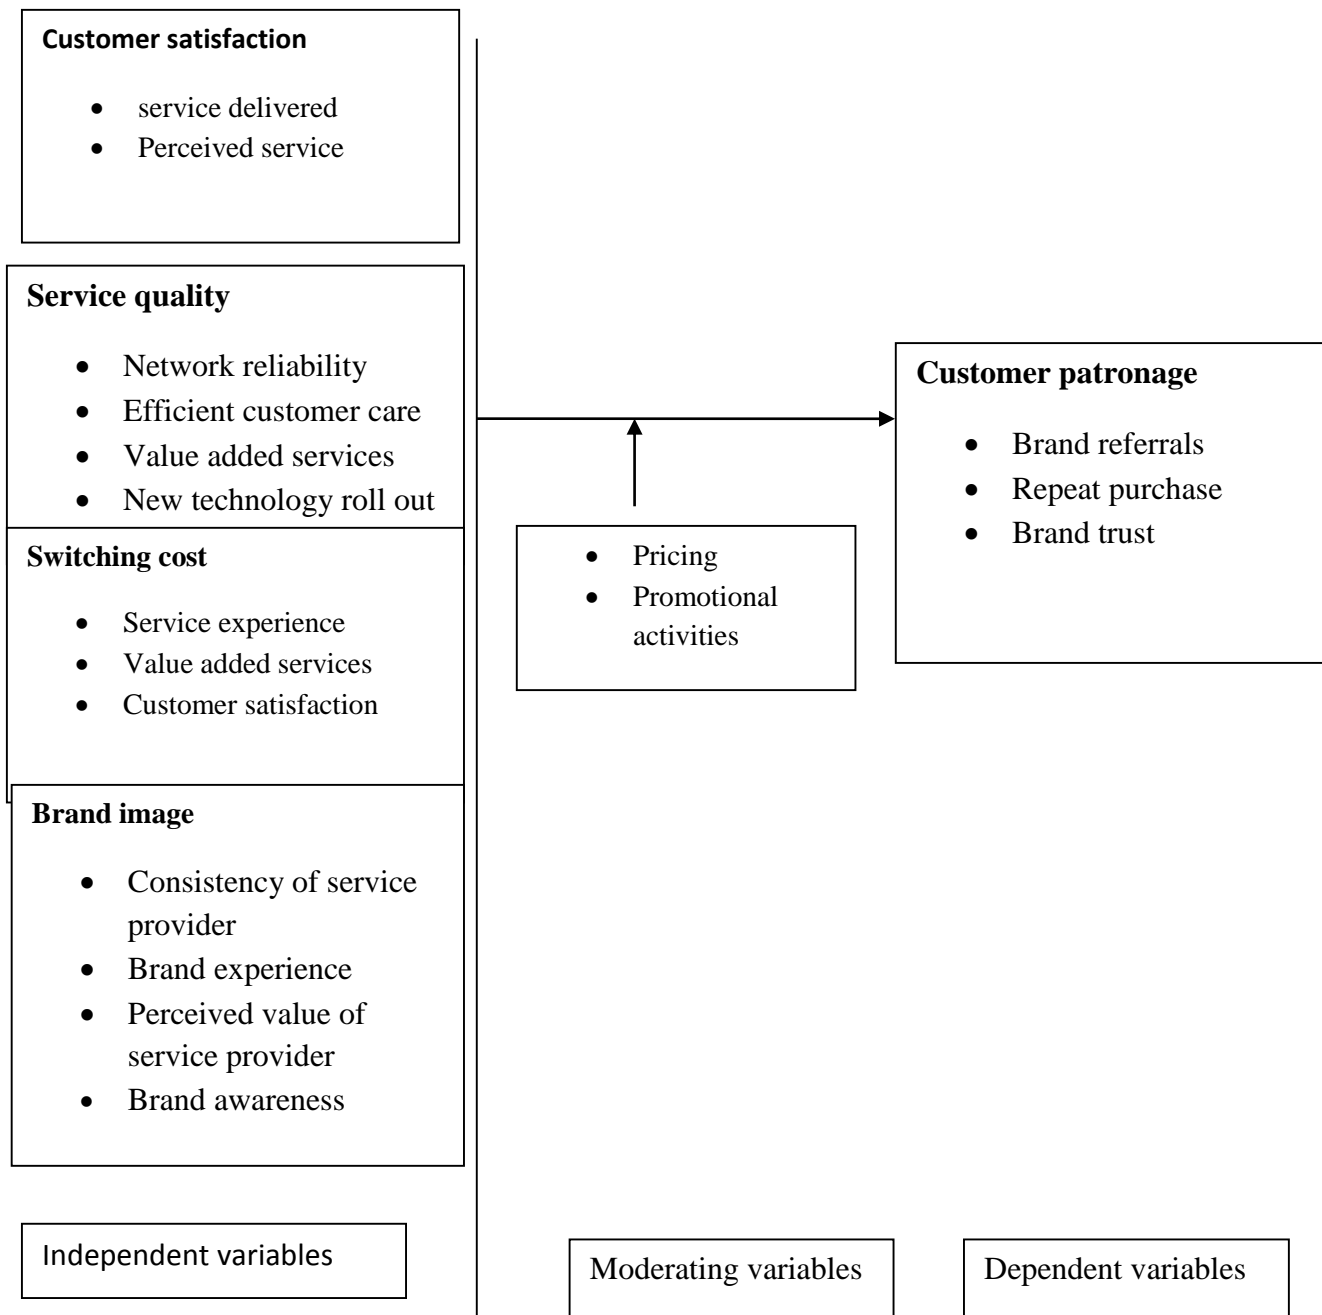 Customer satisfaction
• service delivered
• Perceived service
Service quality
• Network reliability
• Efficient customer care
• Value added services
• New technology roll out
Switching cost
• Service experience
• Value added services
• Customer satisfaction
Brand image
• Consistency of service
provider
• Brand experience
• Perceived value of
service provider
• Brand awareness
Independent variables
• Pricing
• Promotional
activities
Moderating variables
Customer patronage
• Brand referrals
• Repeat purchase
• Brand trust
Dependent variables